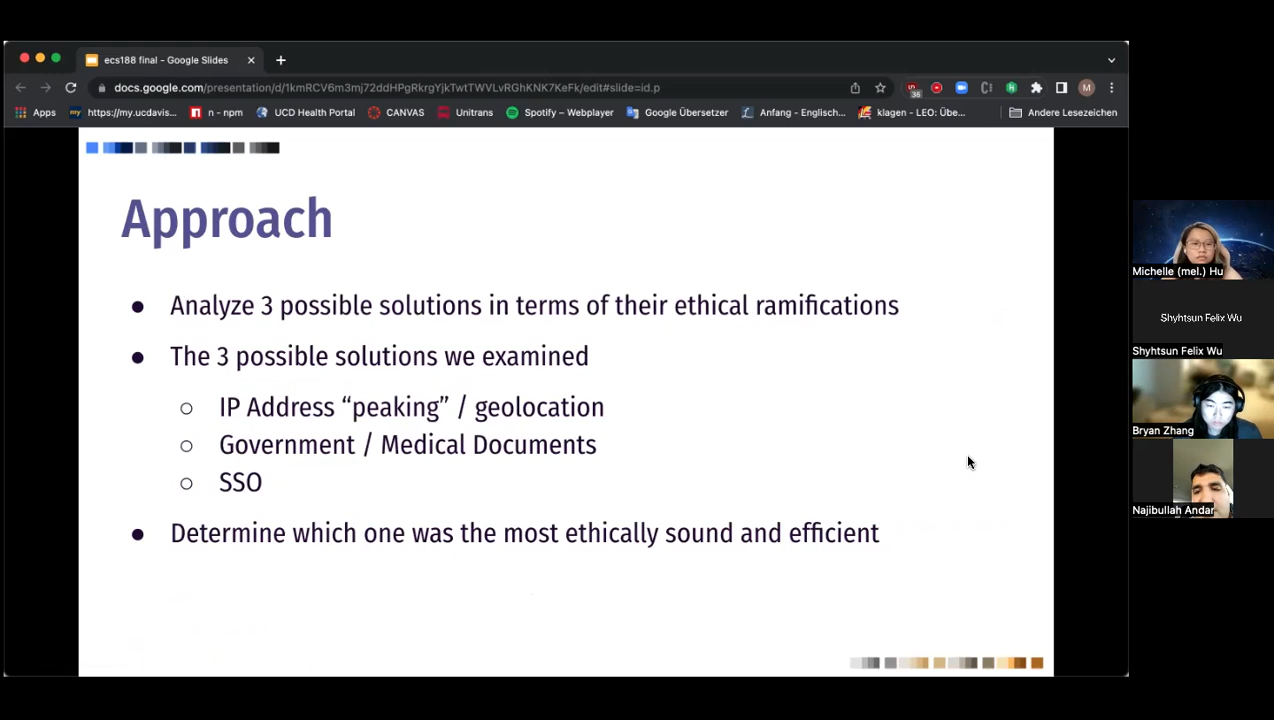 ecs188 final - Google Slides
docs.google.com/presentation/d/1kmRCV6m3mj72ddHPgRkrgYjkTwtTWVLvRGhKNK7KeFk/edit#slide=id.p
36
M
Apps
my
https://my.ucdavis...
n - npm
UCD Health Portal
CANVAS
Unitrans
Spotify – Webplayer
Google Übersetzer
Anfang - Englisch...
klagen - LEO: Übe...
Andere Lesezeichen
Approach
● Analyze 3 possible solutions in terms of their ethical ramifications
● The 3 possible solutions we examined
○ IP Address “peaking” / geolocation
○ Government / Medical Documents
○ SSO
● Determine which one was the most ethically sound and efficient
Michelle (mel.) Hu
Shyhtsun Felix Wu
Shyhtsun Felix Wu
Bryan Zhang
Najibullah Andar